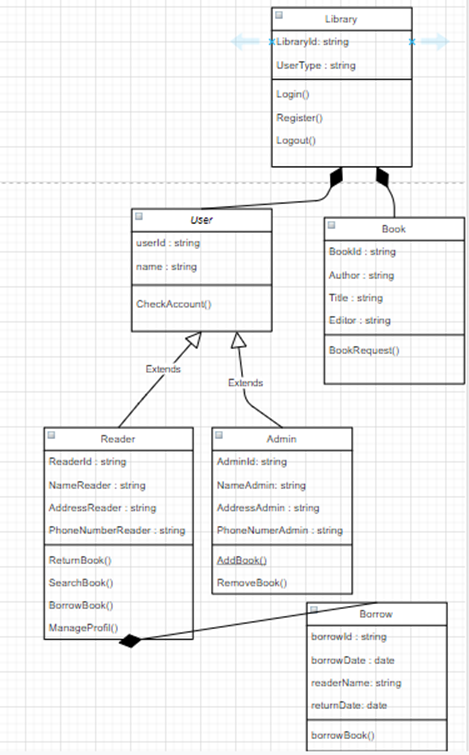 Library
LibraryId: string
UserType : string
Login()
Register()
Logout()
User
userId : string
name : string
CheckAccount()
Book
BookId : string
Author : string
Title : string
Editor : string
BookRequest()
Extends
Extends
Reader
ReaderId : string
NameReader : string
AddressReader : string
PhoneNumberReader : string
ReturnBook()
SearchBook()
BorrowBook()
ManageProfil()
Admin
AdminId: string
NameAdmin: string
AddressAdmin : string
PhoneNumerAdmin : string
AddBook()
RemoveBook()
Borrow
borrowId : string
borrowDate : date
readerName: string
returnDate: date
borrowBook()